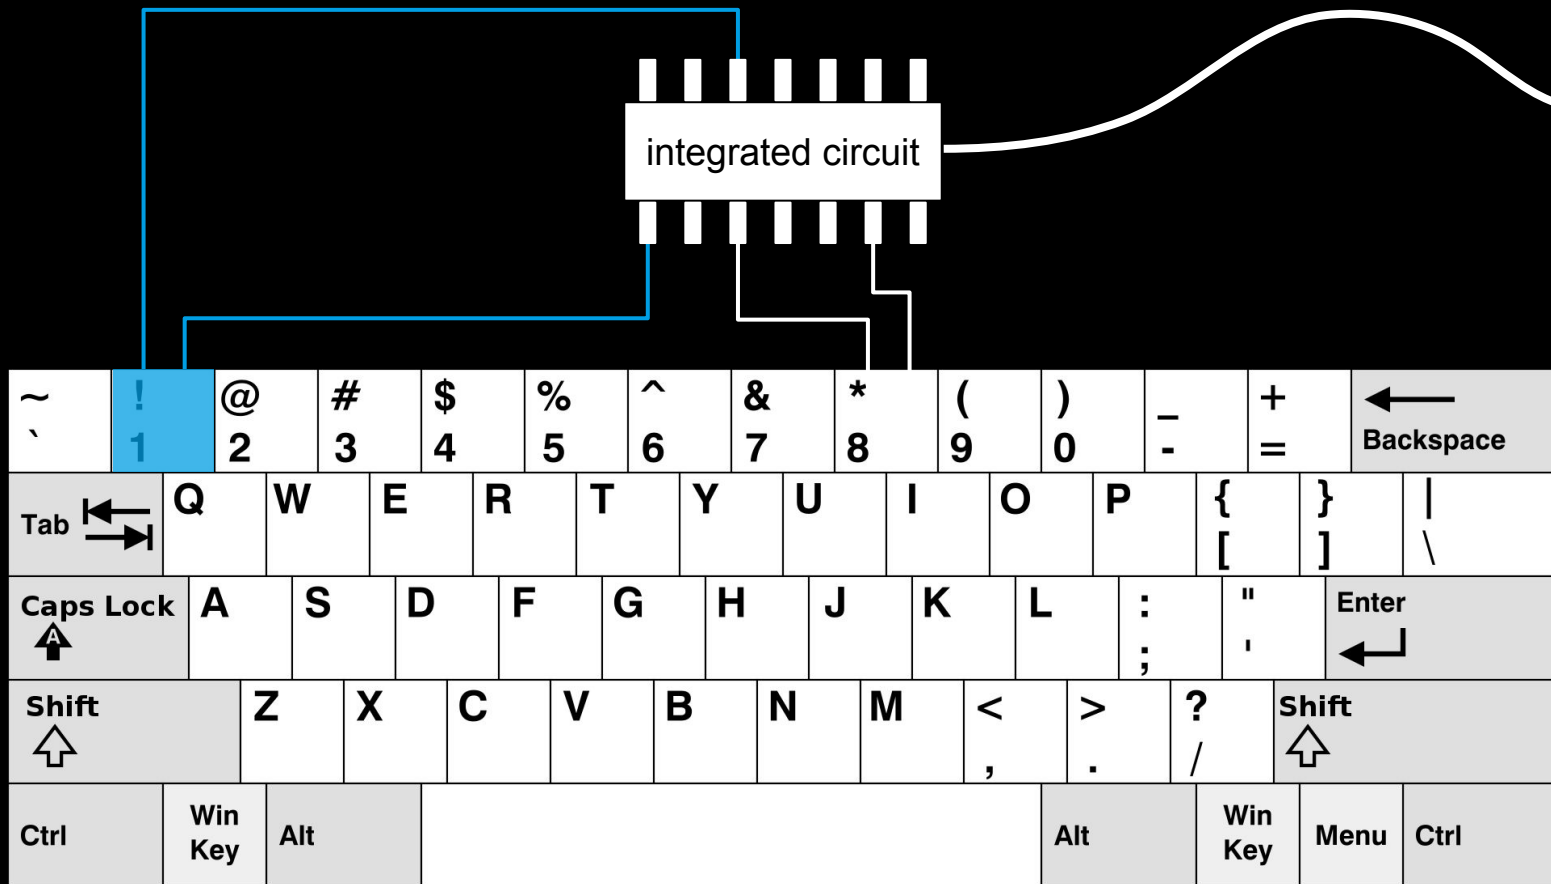 integrated circuit
~ ! @ # $ % ^ & * ( ) _ +
` 1 2 3 4 5 6 7 8 9 0 - = Backspace
Tab Q W E R T Y U I O P { } |
[ ] \
Caps Lock A S D F G H J K L : " Enter
A ; '
Shift Z X C V B N M < > ? Shift
, . /
Ctrl Win Key Alt Alt Win Key Menu Ctrl